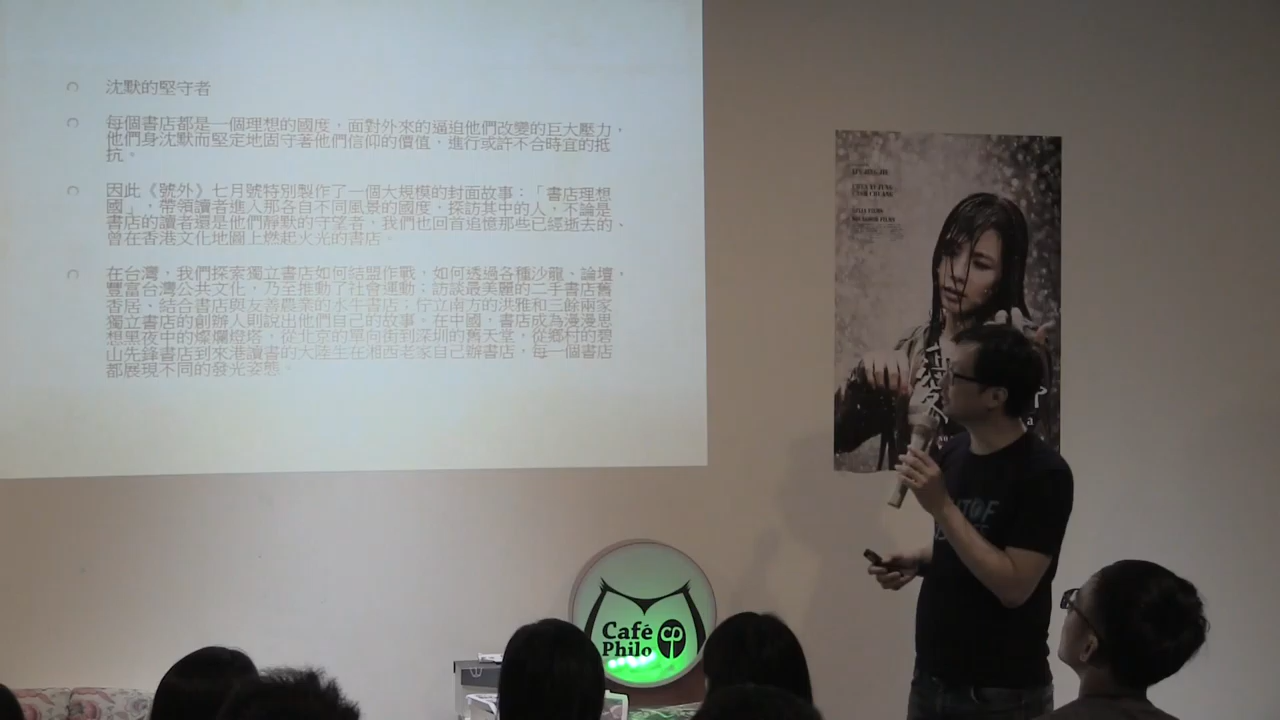 沈默的堅守者
每個書店都是一個理想的國度，面對外來的逼迫他們改變的巨大壓力，
他們身沈默而堅定地固守著他們信仰的價值，進行或許不合時宜的抵
抗。
因此《號外》七月號特別製作了一個大規模的封面故事：「書店理想
國」，帶領讀者進入那各自不同風景的國度，探訪其中的人，不論是
書店的讀者還是他們靜默的守望者、我們也回首追憶那些已經逝去的、
曾在香港文化地圖上燃起火光的書店。
在台灣，我們探索獨立書店如何結盟作戰，如何透過各種沙龍、論壇，
豐富台灣公共文化，乃至推動了社會運動；訪談最美麗的二手書店舊
香居、結合書店與友善農業的水牛書店，佇立南方的洪雅和三餘兩家
獨立書店的創辦人則說出他們自己的故事。在中國，書店成為漫漫思
想黑夜中的燦爛燈塔，從北京的單向街到深圳的舊天堂，從鄉村的碧
山先鋒書店到來港讀書的大陸生在湘西老家自己辦書店，每一個書店
都展現不同的發光姿態。
Café
Philo